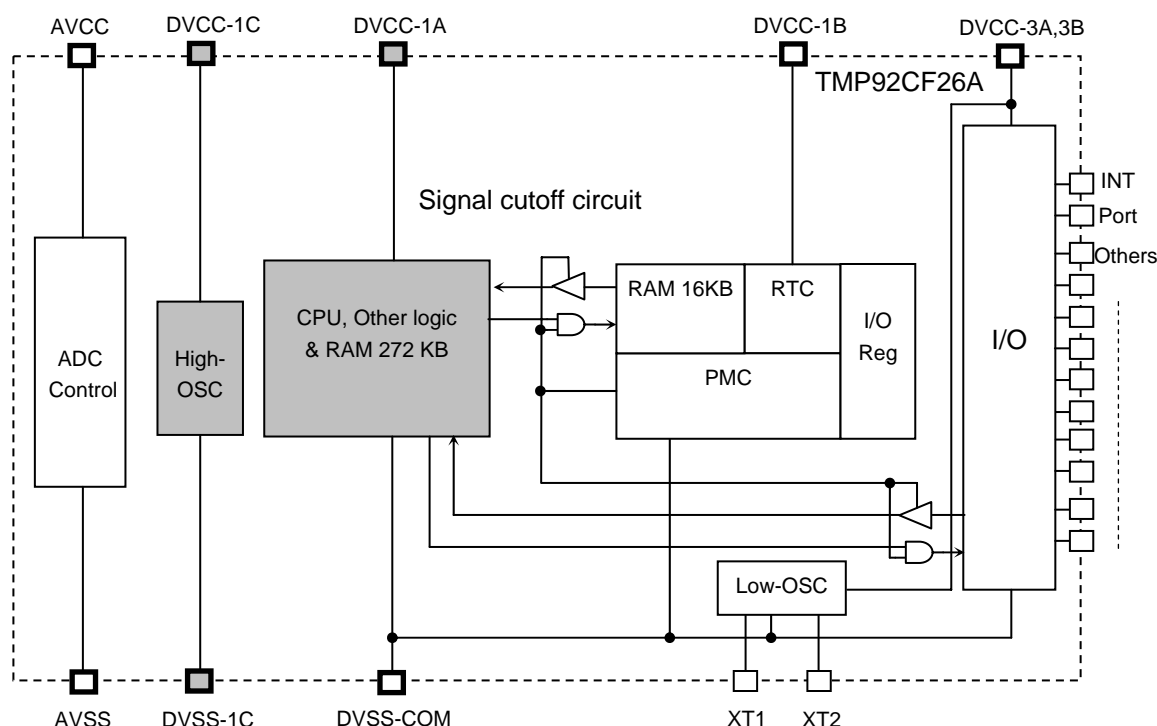 AVCC
DVCC-1C
DVCC-1A
DVCC-1B
DVCC-3A,3B
TMP92CF26A
INT
Port
Others
Signal cutoff circuit
RAM 16KB
RTC
I/O
Reg
I/O
CPU, Other logic
& RAM 272 KB
PMC
ADC
Control
High-
OSC
Low-OSC
AVSS
DVSS-1C
DVSS-COM
XT1
XT2